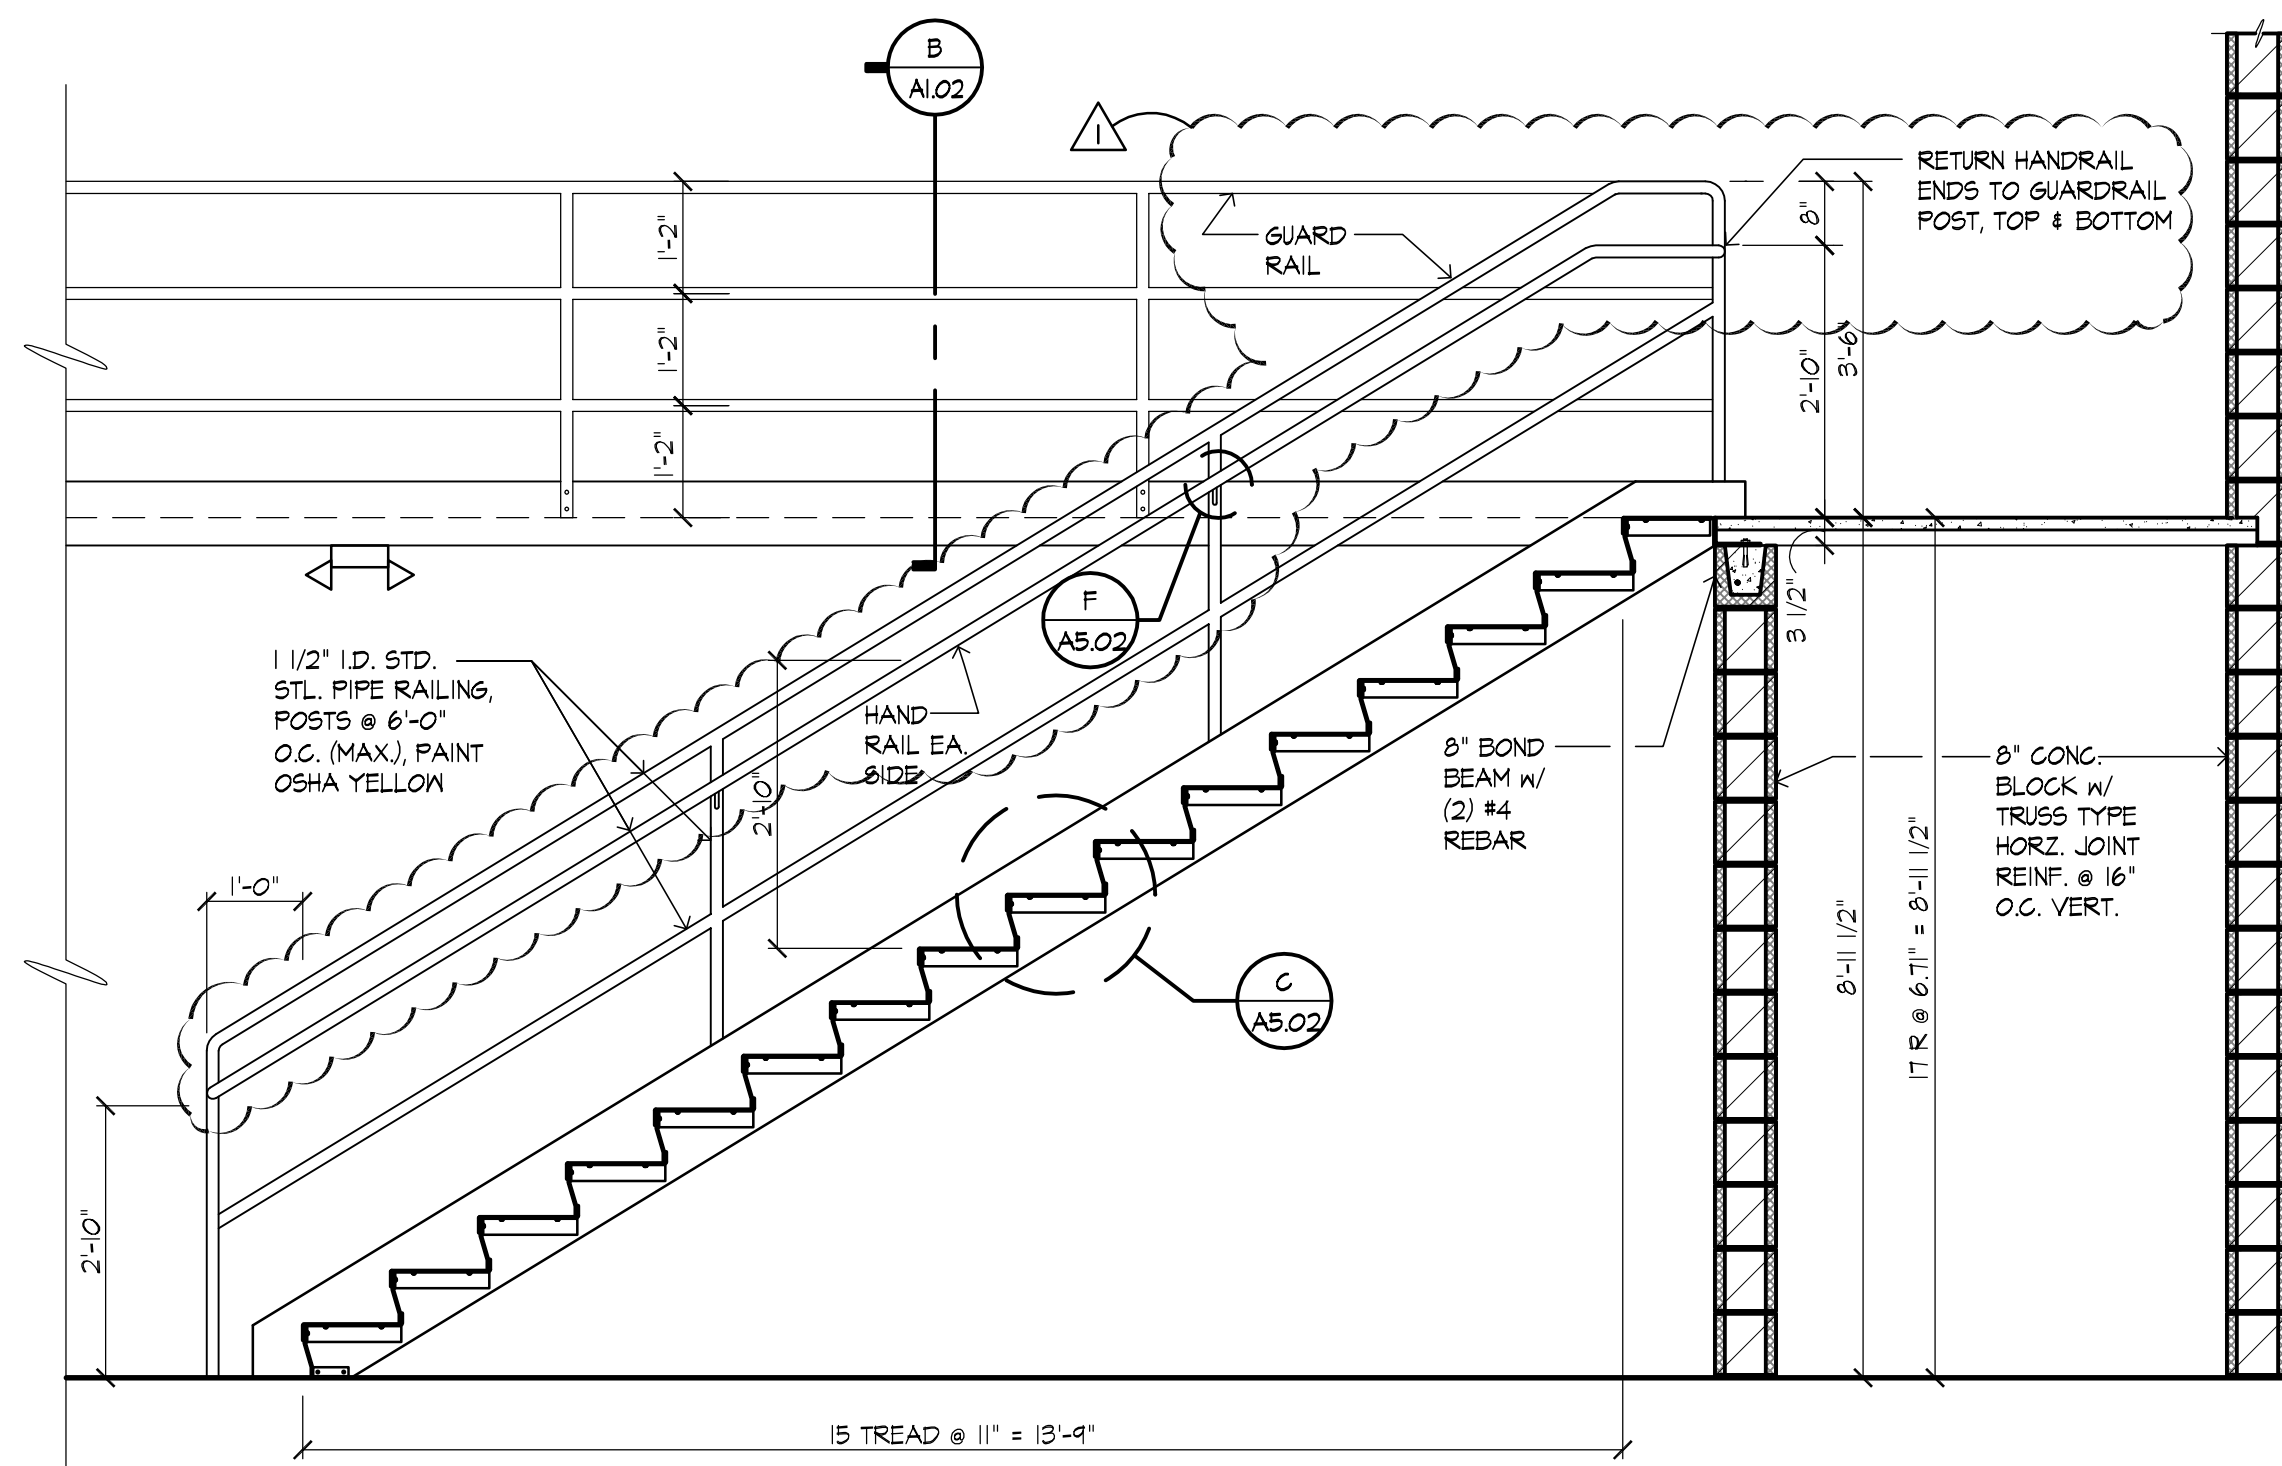 B
A1.02
1
RETURN HANDRAIL
ENDS TO GUARDRAIL
POST, TOP & BOTTOM
GUARD
RAIL
8"
1'-2"
1'-2"
1'-2"
2'-10"
3'-6"
F
A5.02
3 1/2"
1 1/2" I.D. STD.
STL. PIPE RAILING,
POSTS @ 6'-0"
O.C. (MAX.), PAINT
OSHA YELLOW
HAND
RAIL EA.
SIDE
2'-10"
8" BOND
BEAM W/
(2) #4
REBAR
8" CONC.
BLOCK W/
TRUSS TYPE
HORZ. JOINT
REINF. @ 16"
O.C. VERT.
1'-0"
C
A5.02
8'-11 1/2"
17 R @ 6.71" = 8'-11 1/2"
2'-10"
15 TREAD @ 11" = 13'-9"